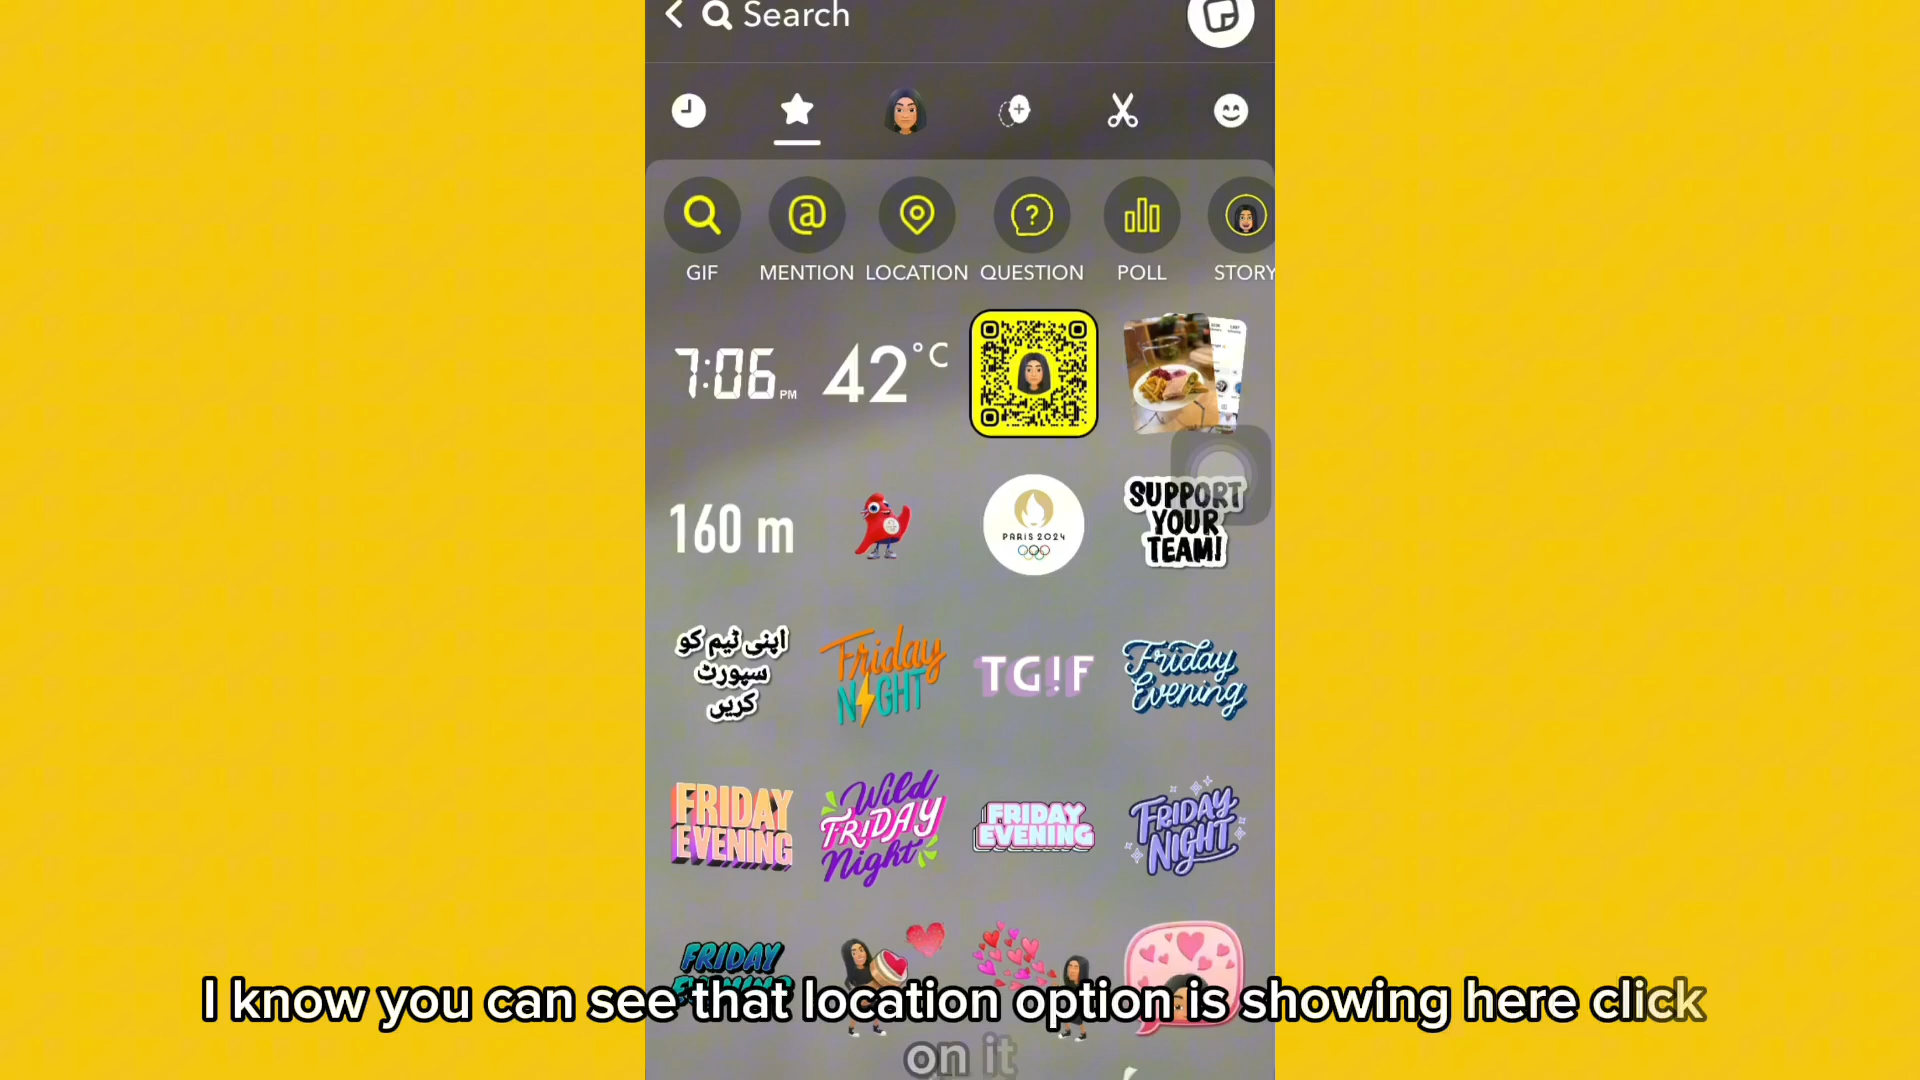 Search
GIF
MENTION
LOCATION
QUESTION
POLL
STORY
7:06 PM
42°C
160 m
PARIS 2024
SUPPORT
YOUR
TEAM!
اپنی ٹیم کو
سپورٹ
کریں
Friday
NIGHT
TG!F
Friday
Evening
FRIDAY
EVENING
Wild
FRIDAY
Night
FRIDAY
EVENING
FRIDAY
NIGHT
FRIDAY
I know you can see that location option is showing here click
on it